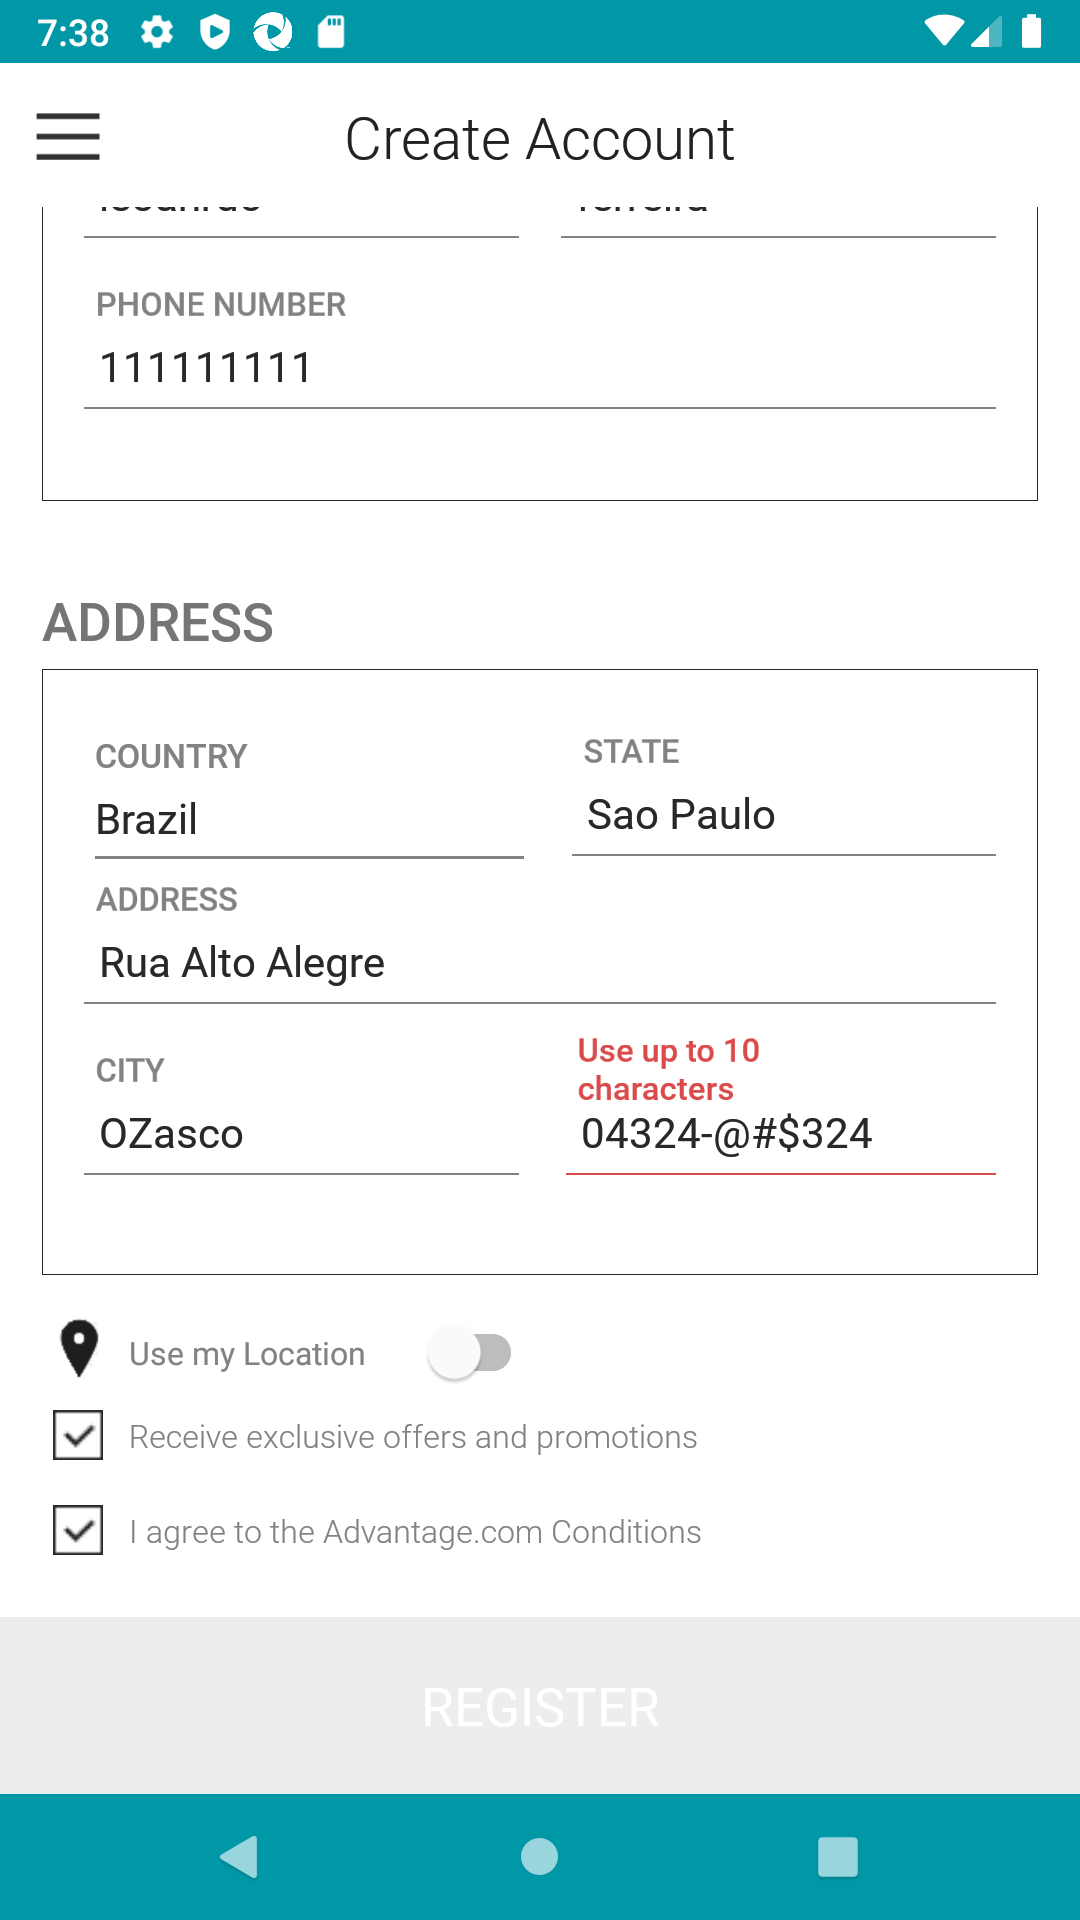 7:38
Create Account
PHONE NUMBER
111111111
ADDRESS
COUNTRY
STATE
Brazil
Sao Paulo
ADDRESS
Rua Alto Alegre
CITY
Use up to 10
characters
OZasco
04324-@#$324
Use my Location
Receive exclusive offers and promotions
I agree to the Advantage.com Conditions
REGISTER